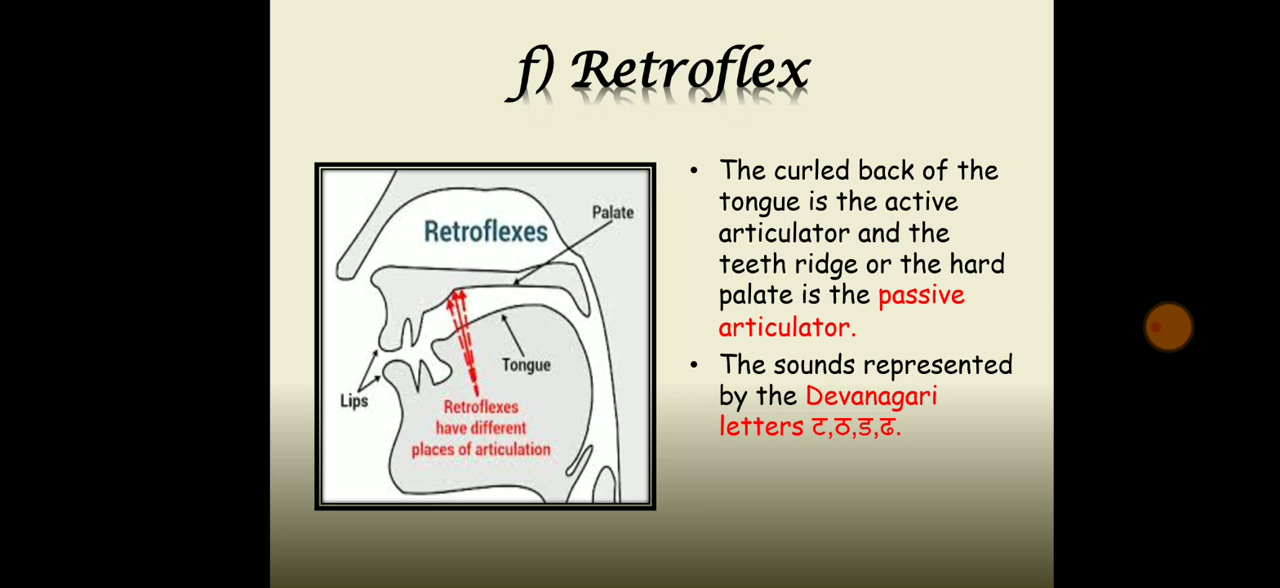 f) Retroflex
Retroflexes
Palate
Tongue
Lips
Retroflexes
have different
places of articulation
• The curled back of the
tongue is the active
articulator and the
teeth ridge or the hard
palate is the passive
articulator.
• The sounds represented
by the Devanagari
letters ट,ठ,ड,ढ.